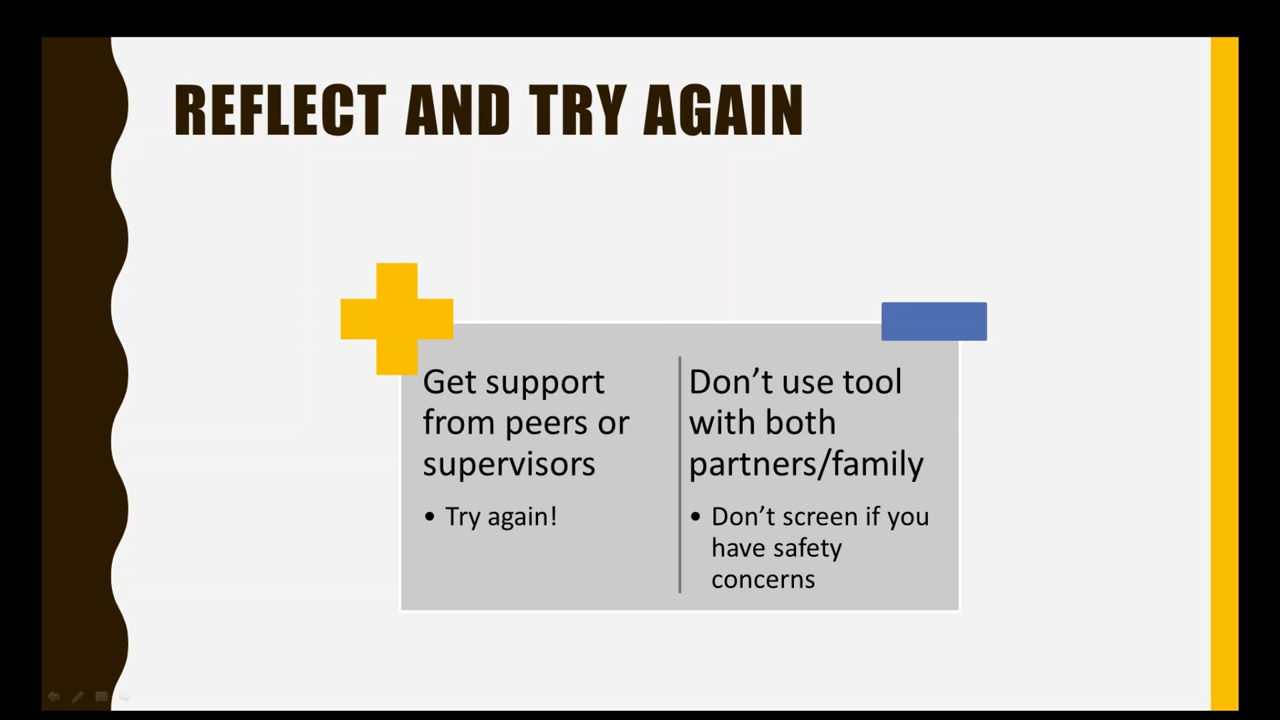 REFLECT AND TRY AGAIN
Get support
from peers or
supervisors
• Try again!
Don’t use tool
with both
partners/family
• Don’t screen if you
have safety
concerns